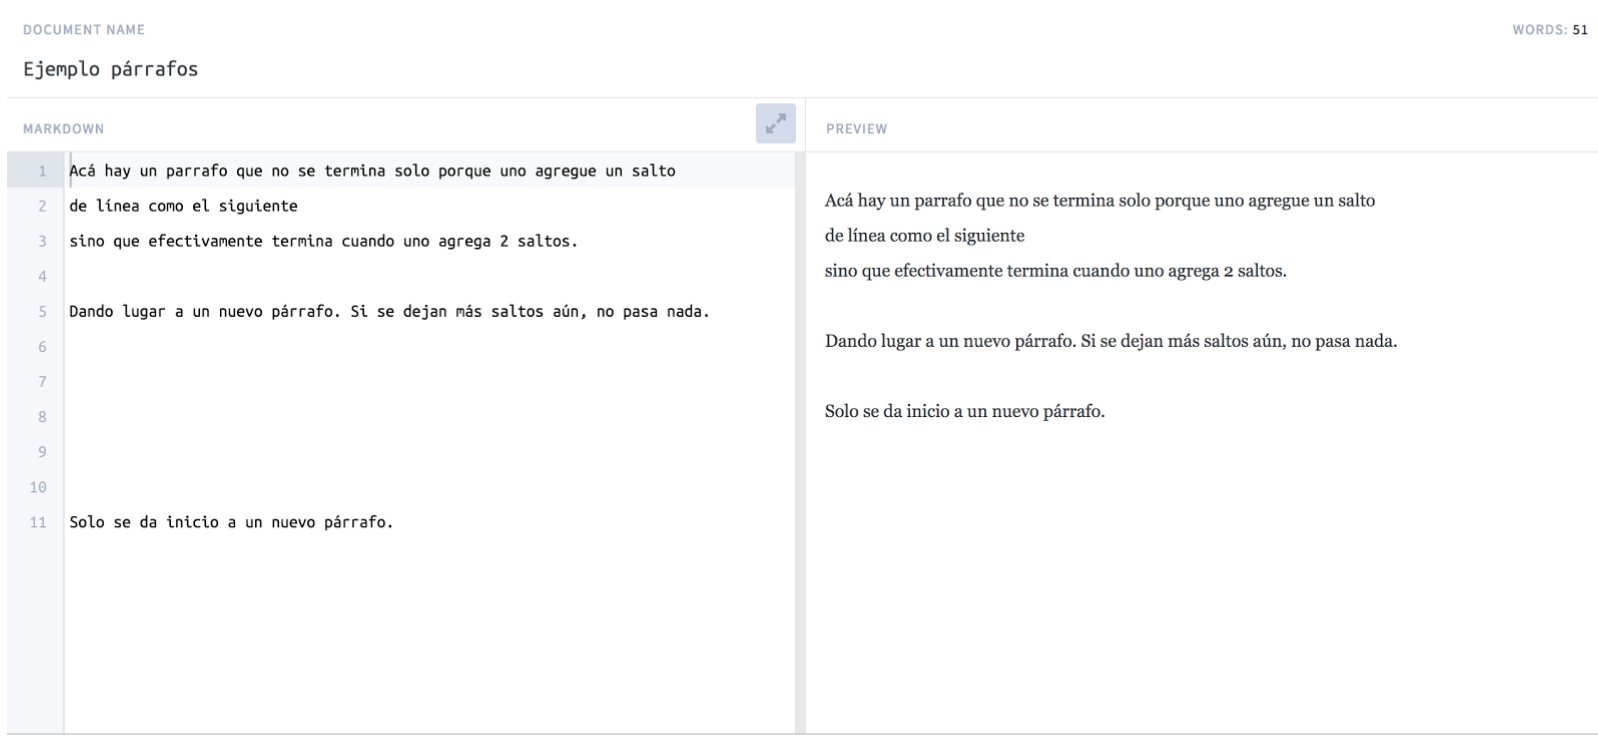 DOCUMENT NAME
WORDS: 51
Ejemplo párrafos
MARKDOWN
1 Acá hay un parrafo que no se termina solo porque uno agregue un salto
2 de línea como el siguiente
3 sino que efectivamente termina cuando uno agrega 2 saltos.
4
5 Dando lugar a un nuevo párrafo. Si se dejan más saltos aún, no pasa nada.
6
7
8
9
10
11 Solo se da inicio a un nuevo párrafo.
PREVIEW
Acá hay un parrafo que no se termina solo porque uno agregue un salto
de línea como el siguiente
sino que efectivamente termina cuando uno agrega 2 saltos.
Dando lugar a un nuevo párrafo. Si se dejan más saltos aún, no pasa nada.
Solo se da inicio a un nuevo párrafo.